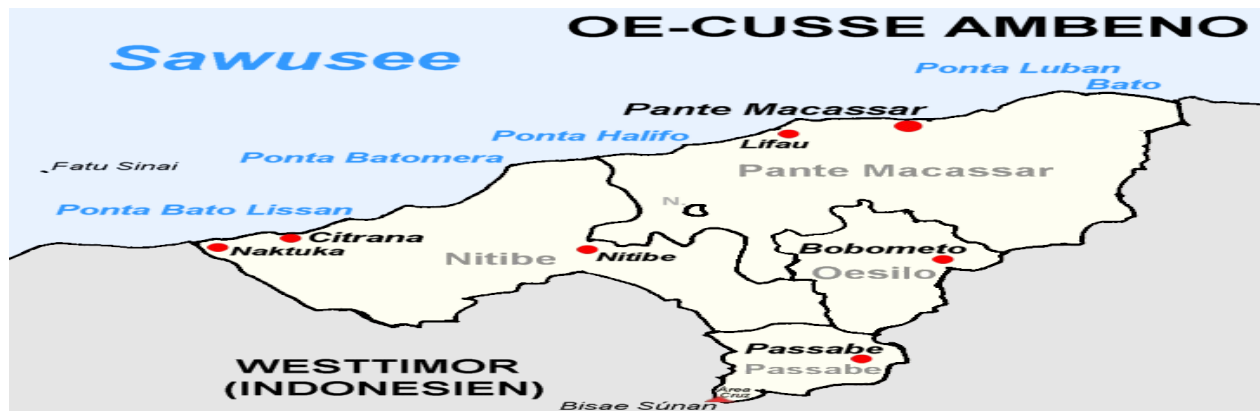 OE-CUSSE AMBENO
Sawusee
Ponta Luban
Bato
Pante Macassar
Ponta Halifo
Lifau
Ponta Batomera
Fatu Sinai
Pante Macassar
N.
Ponta Bato Lissan
Citrana
Naktuka
Nitibe
Nitibe
Bobometo
Oesilo
Passabe
Passabe
WESTTIMOR
(INDONESIEN)
Area
Cruz
Bisae Súnan